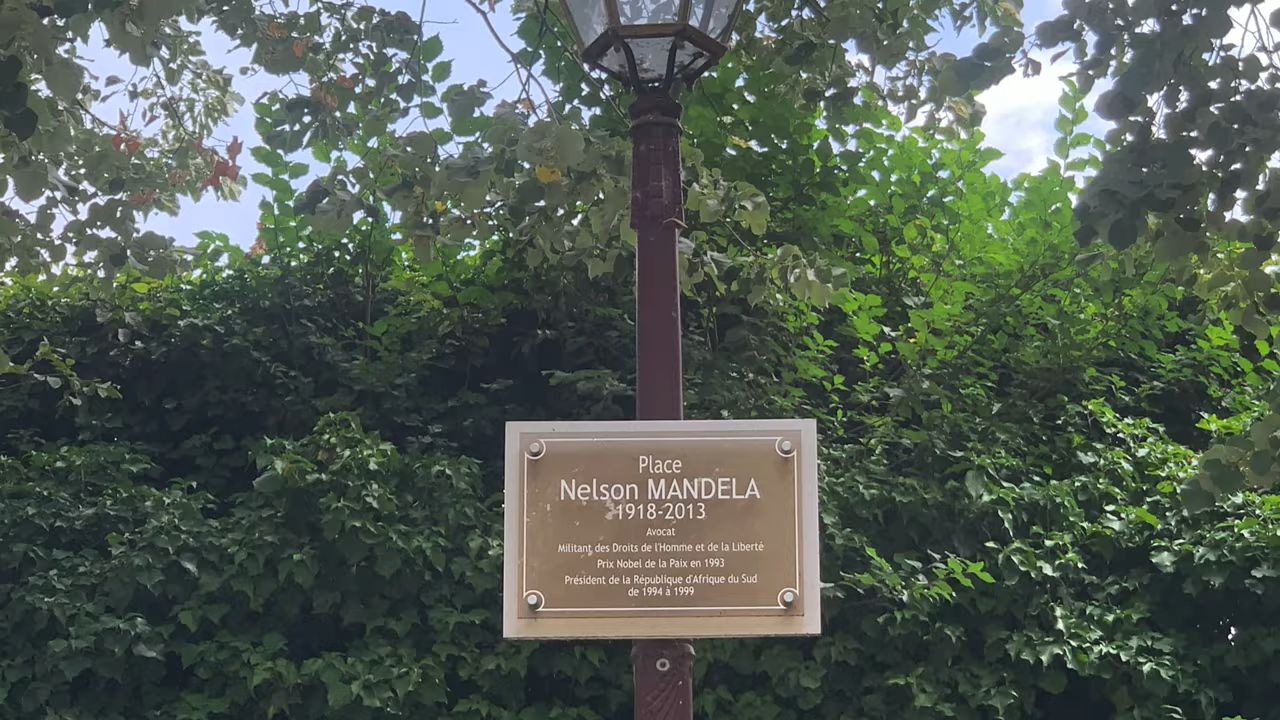 Place
Nelson MANDELA
1918-2013
Avocat
Militant des Droits de l'Homme et de la Liberté
Prix Nobel de la Paix en 1993
Président de la République d'Afrique du Sud
de 1994 à 1999